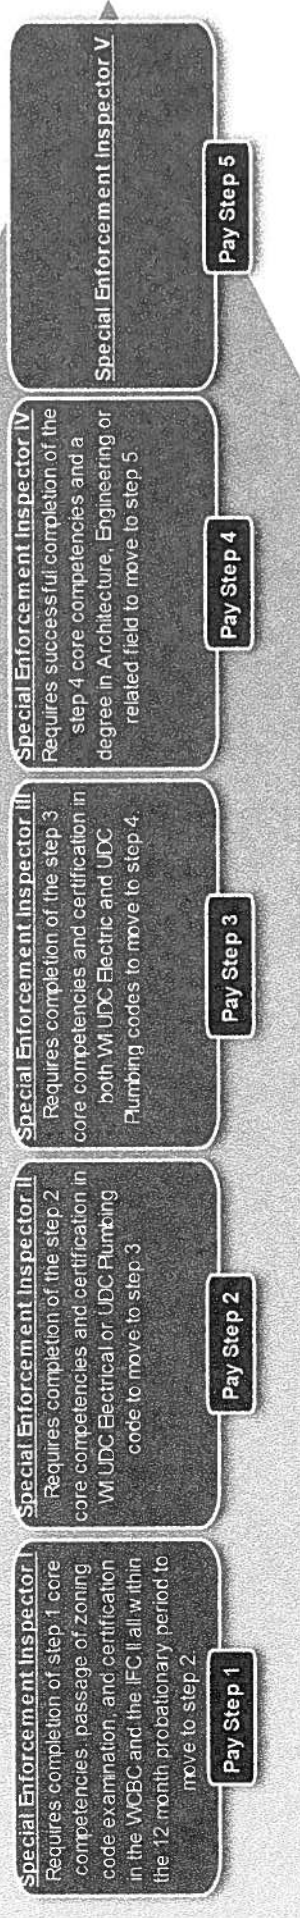 Special Enforcement Inspector I
Requires completion of step 1 core
competencies, passage of zoning
code examination, and certification
in the WCBC and the IFC II all within
the 12 month probationary period to
move to step 2.
Pay Step 1
Special Enforcement Inspector II
Requires completion of the step 2
core competencies and certification in
WI UDC Electrical or UDC Plumbing
code to move to step 3
Pay Step 2
Special Enforcement Inspector III
Requires completion of the step 3
core competencies and certification in
both WI UDC Electric and UDC
Plumbing codes to move to step 4.
Pay Step 3
Special Enforcement Inspector IV
Requires successful completion of the
step 4 core competencies and a
degree in Architecture, Engineering or
related field to move to step 5
Pay Step 4
Special Enforcement Inspector V
Pay Step 5